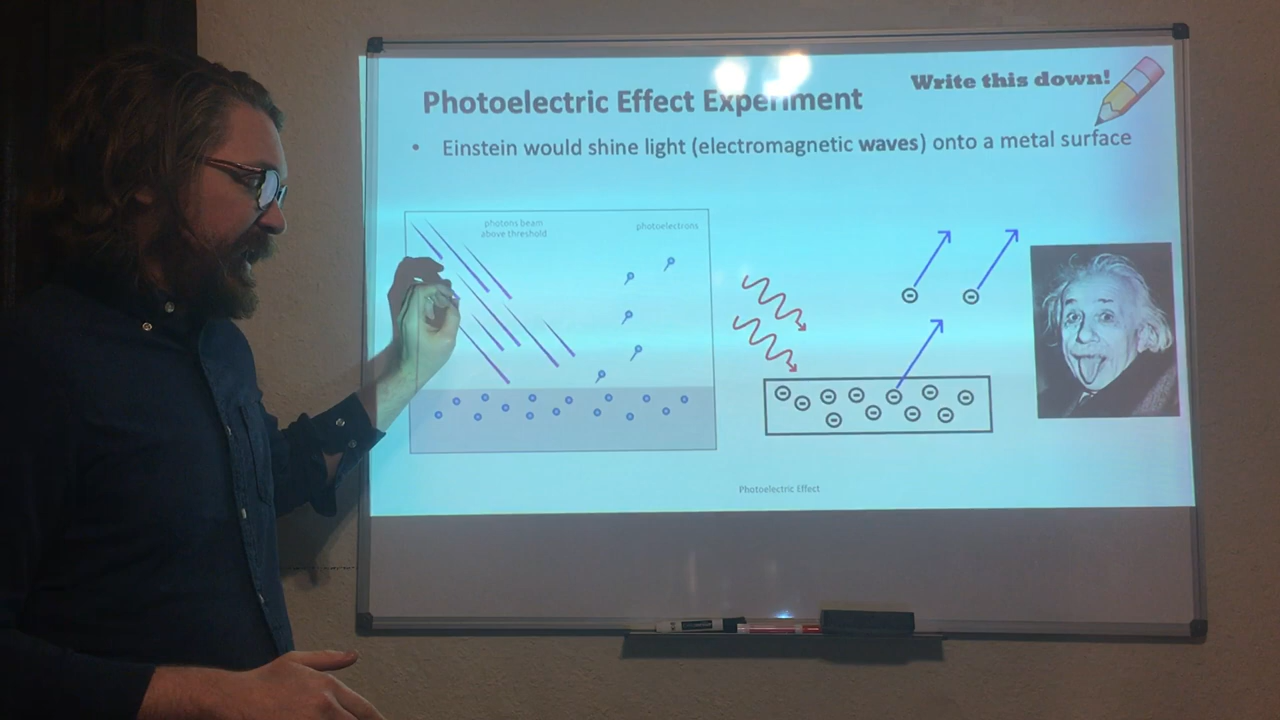 Write this down!
Photoelectric Effect Experiment
• Einstein would shine light (electromagnetic waves) onto a metal surface
photons beam
above threshold
photoelectrons
Photoelectric Effect